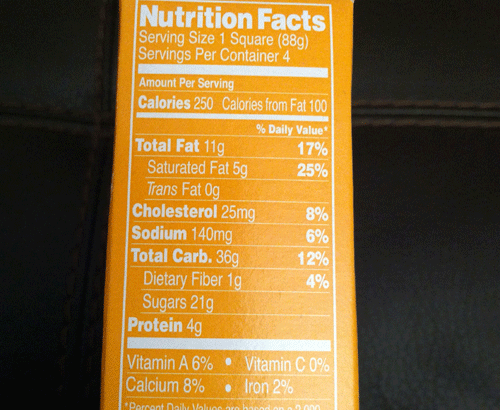 Nutrition Facts
Serving Size 1 Square (88g)
Servings Per Container 4
Amount Per Serving
Calories 250 Calories from Fat 100
% Daily Value*
Total Fat 11g 17%
Saturated Fat 5g 25%
Trans Fat 0g
Cholesterol 25mg 8%
Sodium 140mg 6%
Total Carb. 36g 12%
Dietary Fiber 1g 4%
Sugars 21g
Protein 4g
Vitamin A 6% • Vitamin C 0%
Calcium 8% • Iron 2%
*Percent Daily Values are based on a 2,000